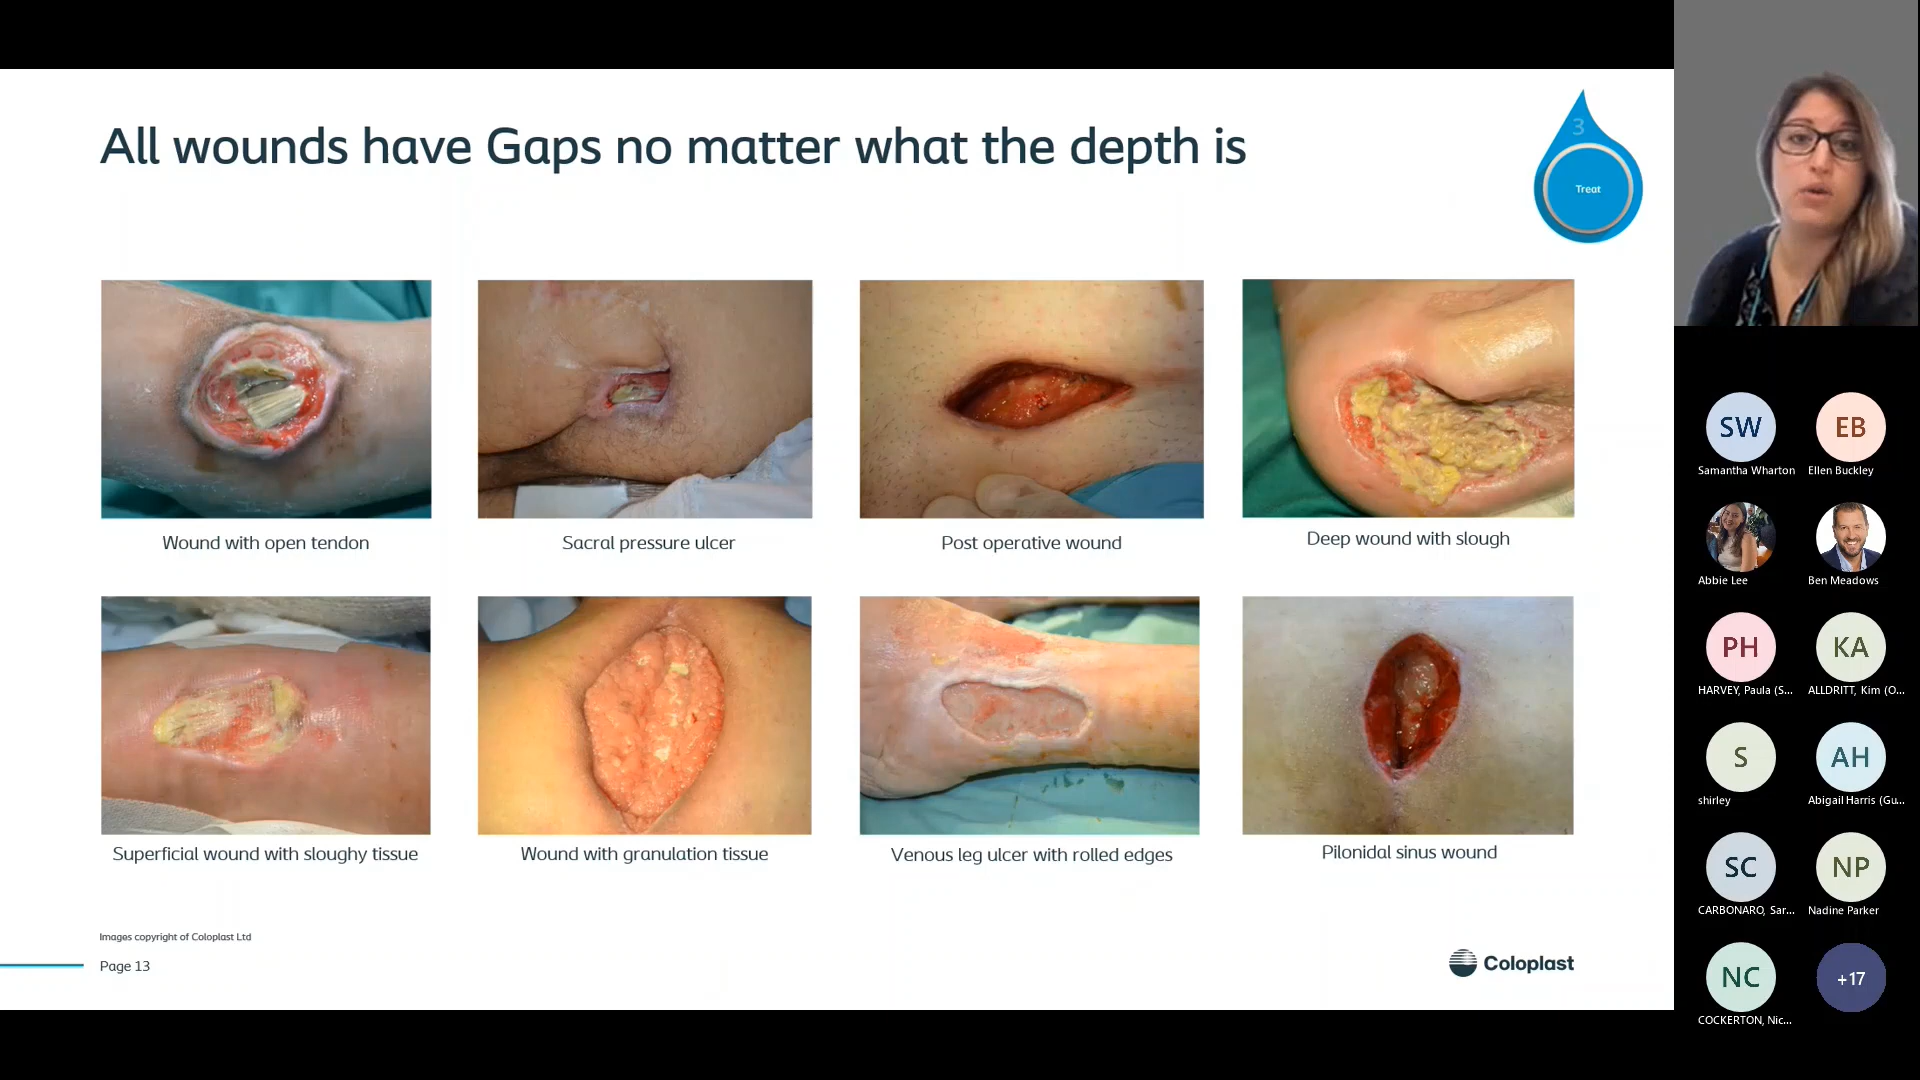 All wounds have Gaps no matter what the depth is
3
Treat
Wound with open tendon
Sacral pressure ulcer
Post operative wound
Deep wound with slough
Superficial wound with sloughy tissue
Wound with granulation tissue
Venous leg ulcer with rolled edges
Pilonidal sinus wound
Images copyright of Coloplast Ltd
Page 13
Coloplast
SW
EB
Samantha Wharton
Ellen Buckley
Abbie Lee
Ben Meadows
PH
KA
HARVEY, Paula (S...
ALLDRITT, Kim (O...
S
AH
shirley
Abigail Harris (Gu...
SC
NP
CARBONARO, Sar...
Nadine Parker
NC
+17
COCKERTON, Nic...